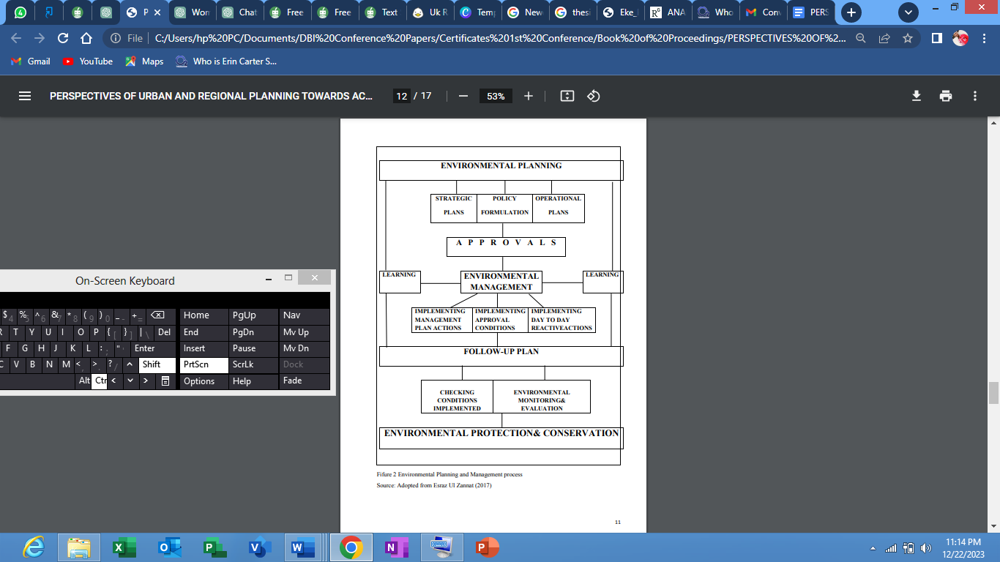 P
Won
Chat
Free
Free
Text
Uk R
Temp
New
thesi
Eke_
ANA
Who
Conv
PERS
File
C:/Users/hp%20PC/Documents/DBI%20Conference%20Papers/Certificates%201st%20Conference/Book%20of%20Proceedings/PERSPECTIVES%20OF%2...
Gmail
YouTube
Maps
Who is Erin Carter S...
PERSPECTIVES OF URBAN AND REGIONAL PLANNING TOWARDS AC...
12 / 17
53%
ENVIRONMENTAL PLANNING
STRATEGIC PLANS
POLICY FORMULATION
OPERATIONAL PLANS
A P P R O V A L S
LEARNING
ENVIRONMENTAL
MANAGEMENT
LEARNING
IMPLEMENTING
MANAGEMENT
PLAN ACTIONS
IMPLEMENTING
APPROVAL
CONDITIONS
IMPLEMENTING
DAY TO DAY
REACTIVEACTIONS
FOLLOW-UP PLAN
CHECKING
CONDITIONS
IMPLEMENTED
ENVIRONMENTAL
MONITORING&
EVALUATION
ENVIRONMENTAL PROTECTION& CONSERVATION
Fifure 2 Environmental Planning and Management process
Source: Adopted from Esraz Ul Zannat (2017)
11
On-Screen Keyboard
$ 4 % 5 ^ 6 & 7 * 8 ( 9 ) 0 _ - + = Home PgUp Nav
R T Y U I O P { [ } ] | \ Del End PgDn Mv Up
F G H J K L : ; " ' Enter Insert Pause Mv Dn
C V B N M < , > . ? / Shift PrtScn ScrLk Dock
Alt Ctr Options Help Fade
11:14 PM
12/22/2023